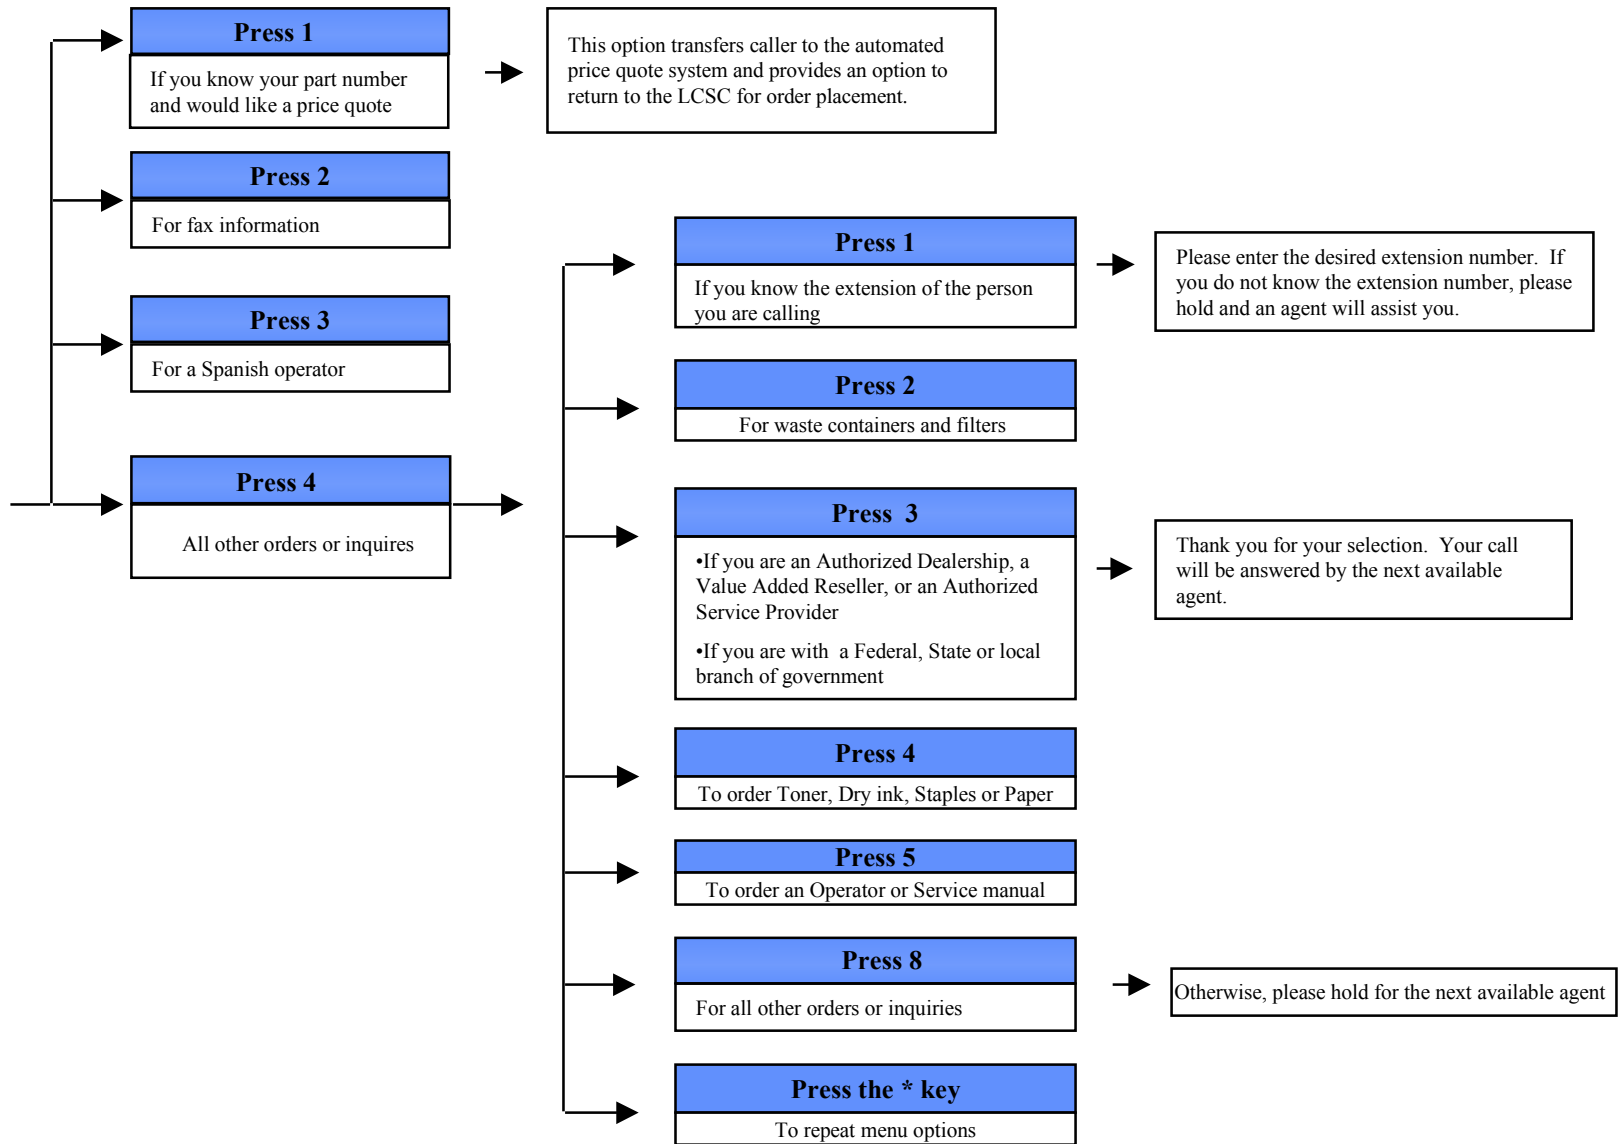 Press 1
If you know your part number
and would like a price quote
This option transfers caller to the automated
price quote system and provides an option to
return to the LCSC for order placement.
Press 2
For fax information
Press 3
For a Spanish operator
Press 4
All other orders or inquires
Press 1
If you know the extension of the person
you are calling
Please enter the desired extension number.  If
you do not know the extension number, please
hold and an agent will assist you.
Press 2
For waste containers and filters
Press  3
•If you are an Authorized Dealership, a
Value Added Reseller, or an Authorized
Service Provider
•If you are with  a Federal, State or local
branch of government
Thank you for your selection.  Your call
will be answered by the next available
agent.
Press 4
To order Toner, Dry ink, Staples or Paper
Press 5
To order an Operator or Service manual
Press 8
For all other orders or inquiries
Otherwise, please hold for the next available agent
Press the * key
To repeat menu options